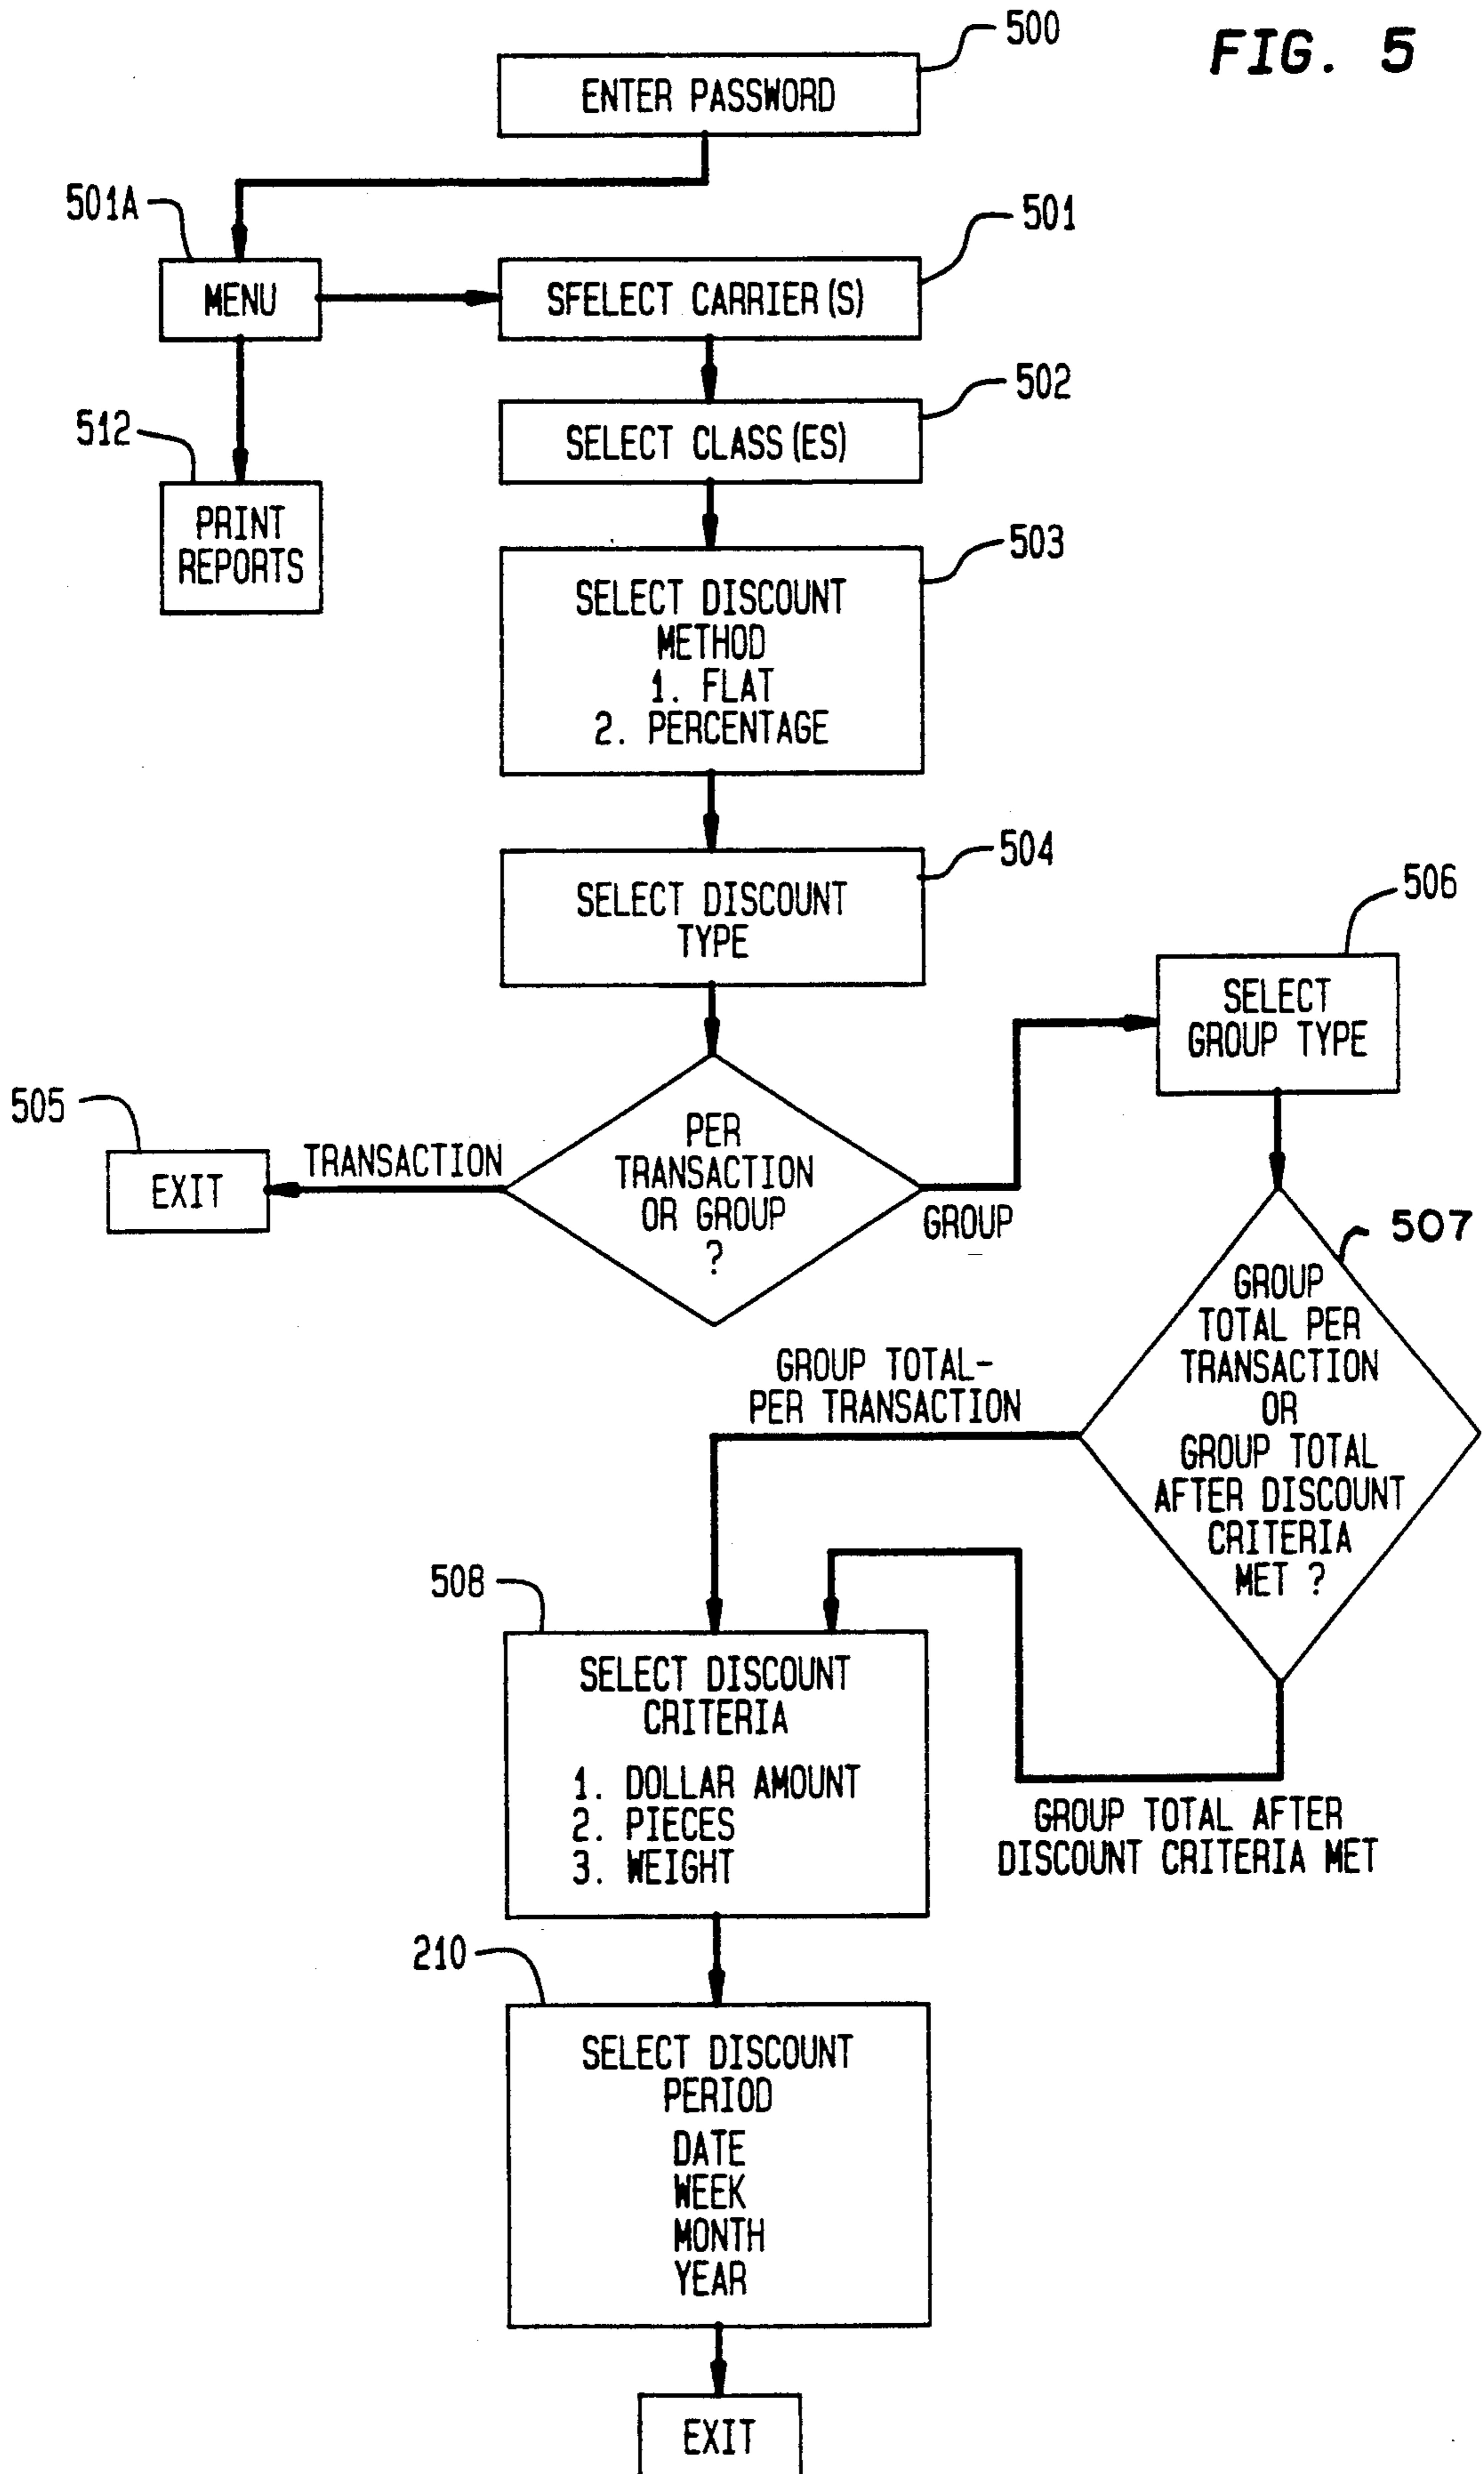 FIG. 5
500
ENTER PASSWORD
501A
MENU
501
SFELECT CARRIER(S)
502
SELECT CLASS(ES)
512
PRINT
REPORTS
503
SELECT DISCOUNT
METHOD
1. FLAT
2. PERCENTAGE
504
SELECT DISCOUNT
TYPE
506
SELECT
GROUP TYPE
505
EXIT
TRANSACTION
PER
TRANSACTION
OR GROUP
?
GROUP
507
GROUP
TOTAL PER
TRANSACTION
OR
GROUP TOTAL
AFTER DISCOUNT
CRITERIA
MET ?
GROUP TOTAL-
PER TRANSACTION
508
SELECT DISCOUNT
CRITERIA
1. DOLLAR AMOUNT
2. PIECES
3. WEIGHT
GROUP TOTAL AFTER
DISCOUNT CRITERIA MET
210
SELECT DISCOUNT
PERIOD
DATE
WEEK
MONTH
YEAR
EXIT